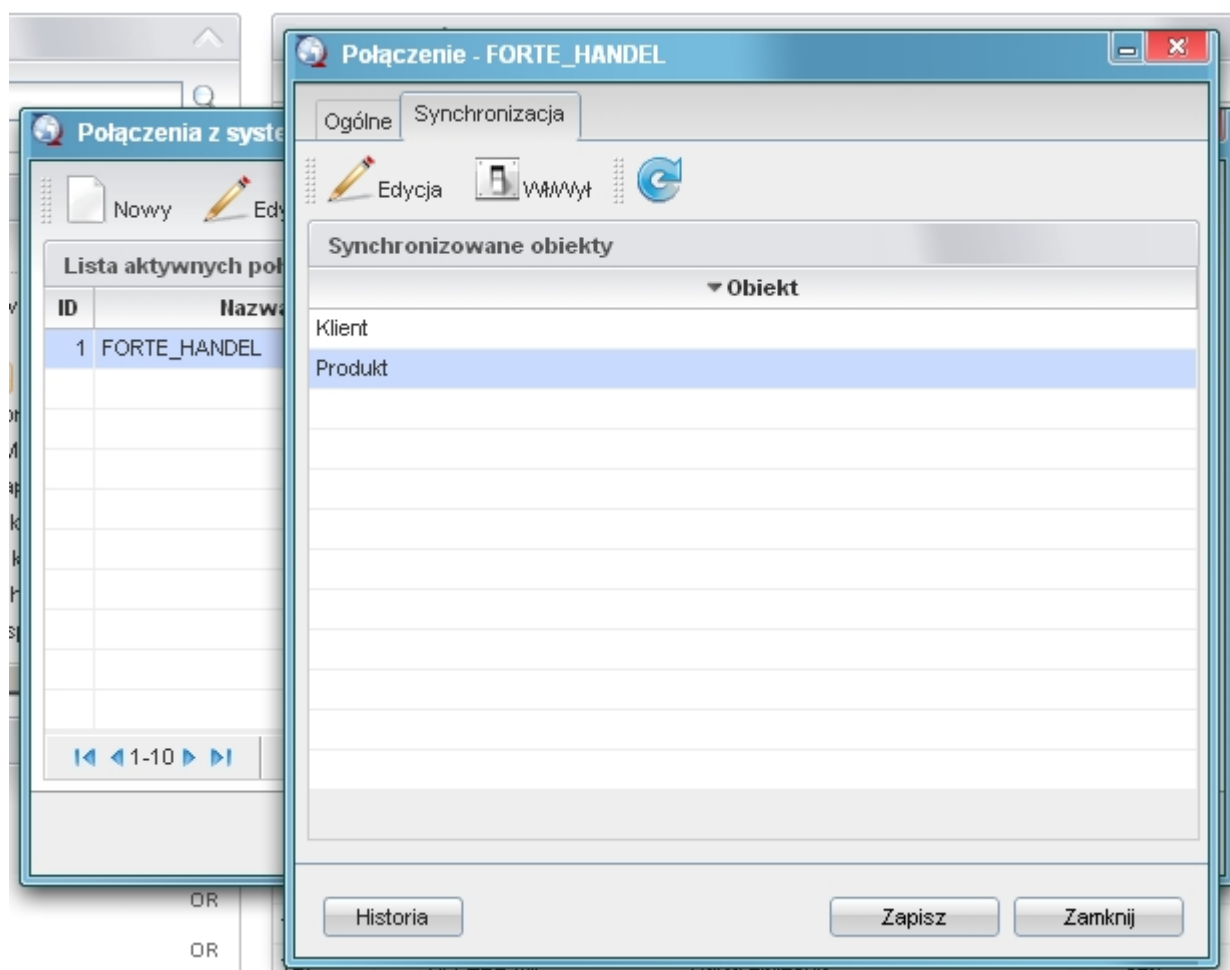 Połączenie - FORTE_HANDEL
Ogólne Synchronizacja
Edycja Wł/Wył
Synchronizowane obiekty
Obiekt
Klient
Produkt
Historia Zapisz Zamknij
Połączenia z syste
Nowy Edy
Lista aktywnych poł
ID Nazwa
1 FORTE_HANDEL
1-10
OR
OR